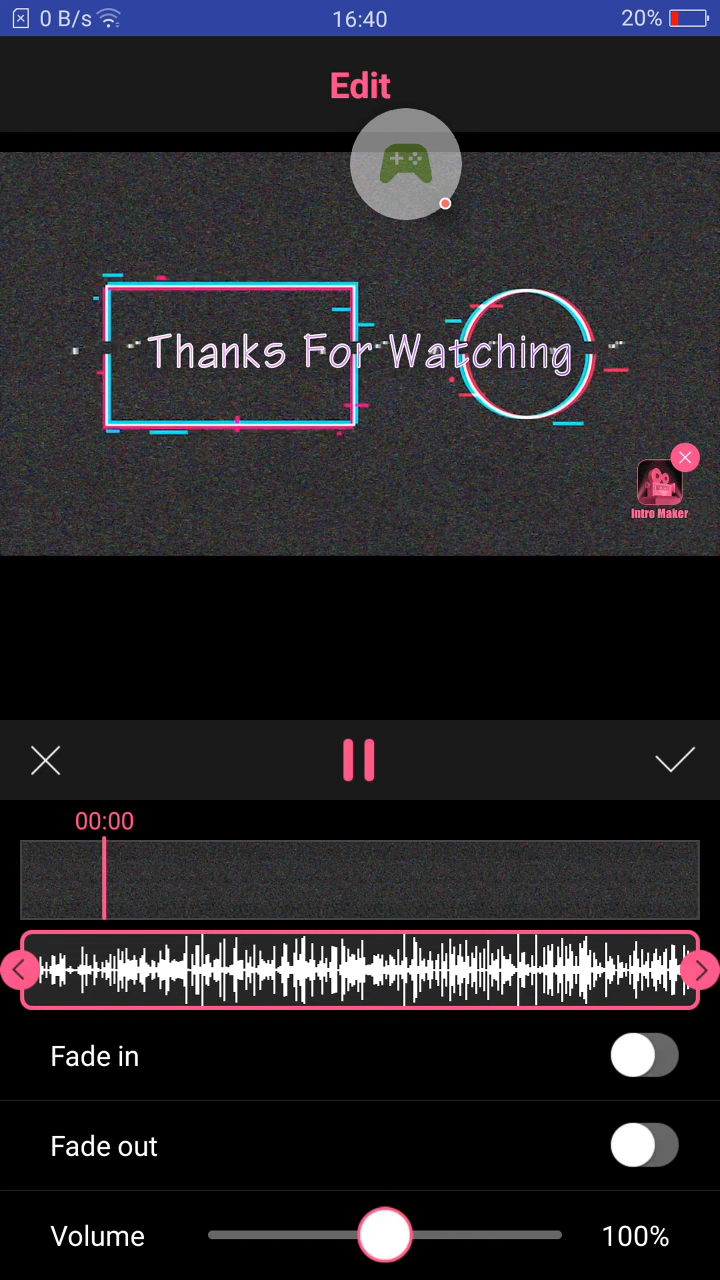 0 B/s
16:40
20%
Edit
Thanks For Watching
Intro Maker
00:00
Fade in
Fade out
Volume
100%